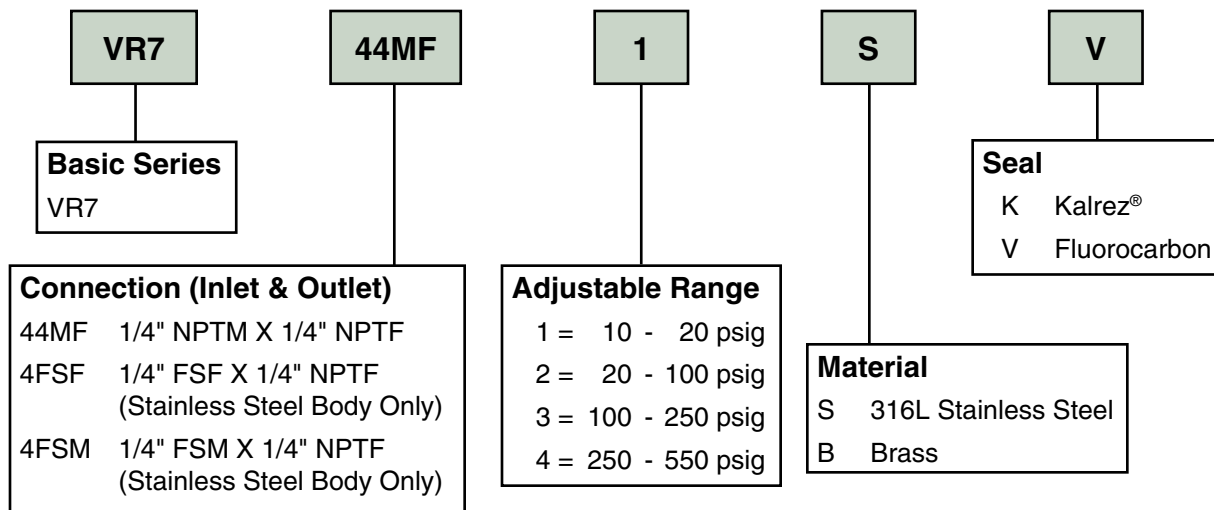 VR7 44MF 1 S V
Basic Series
VR7
Connection (Inlet & Outlet)
44MF 1/4" NPTM X 1/4" NPTF
4FSF 1/4" FSF X 1/4" NPTF
(Stainless Steel Body Only)
4FSM 1/4" FSM X 1/4" NPTF
(Stainless Steel Body Only)
Adjustable Range
1 = 10 - 20 psig
2 = 20 - 100 psig
3 = 100 - 250 psig
4 = 250 - 550 psig
Material
S 316L Stainless Steel
B Brass
Seal
K Kalrez®
V Fluorocarbon